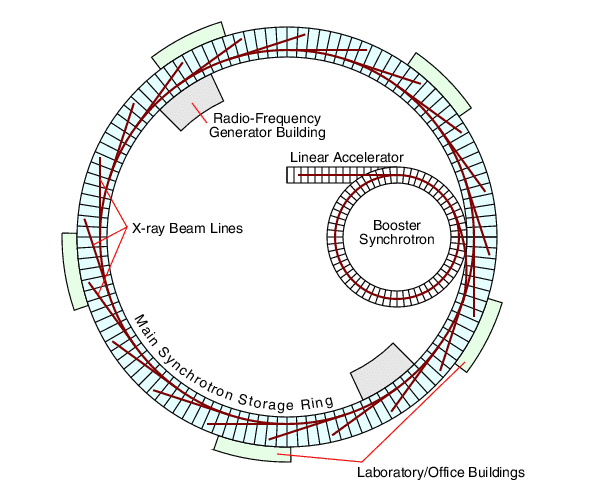 Radio-Frequency
Generator Building
Linear Accelerator
Booster
Synchrotron
X-ray Beam Lines
Main Synchrotron Storage Ring
Laboratory/Office Buildings